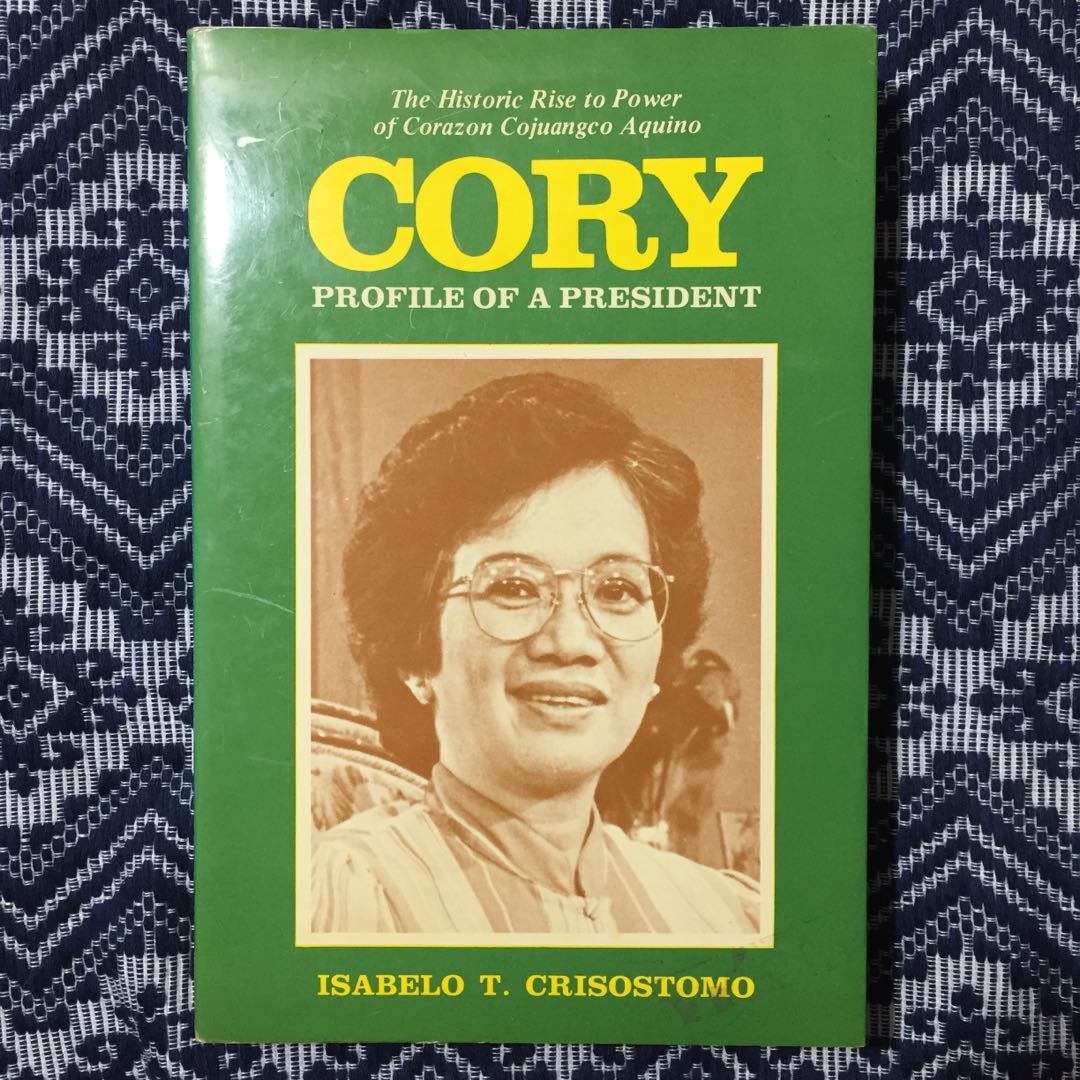 The Historic Rise to Power
of Corazon Cojuangco Aquino
CORY
PROFILE OF A PRESIDENT
ISABELO T. CRISOSTOMO